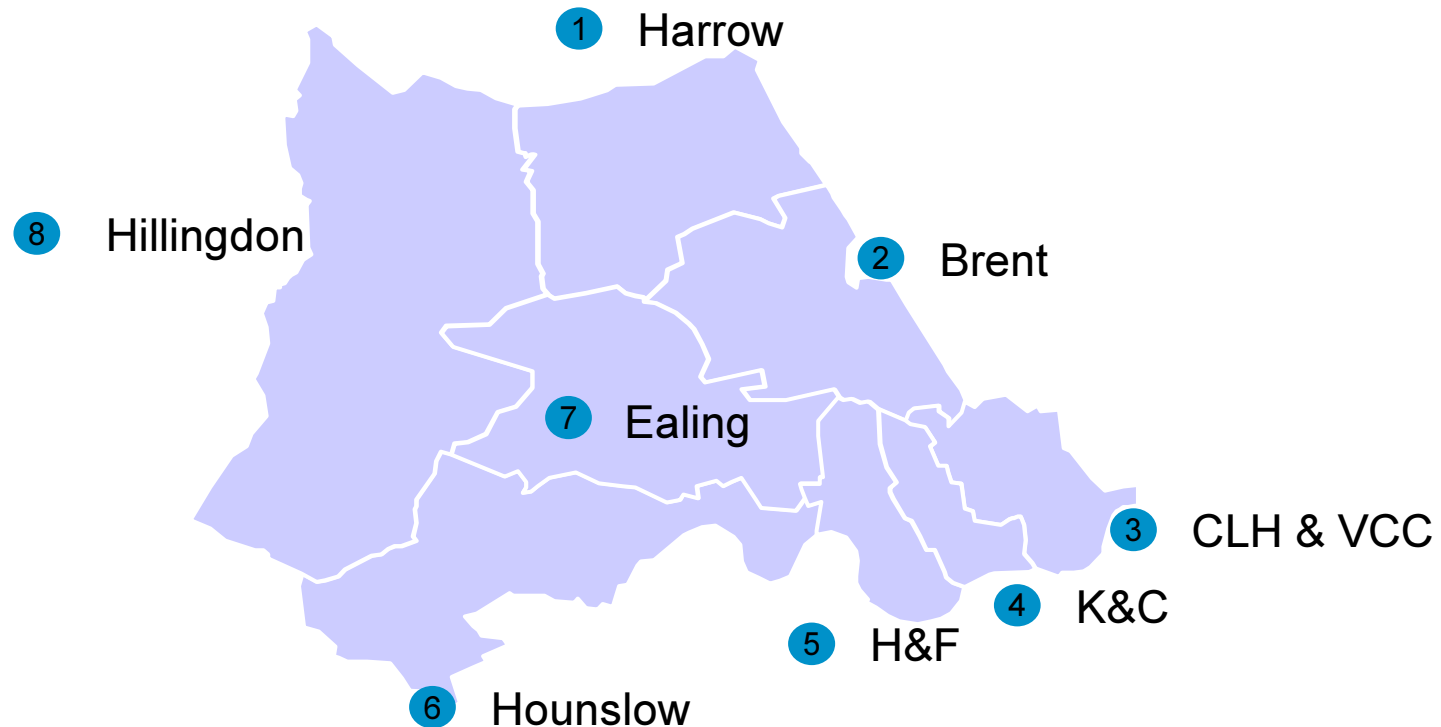 1 Harrow
8 Hillingdon
2 Brent
7 Ealing
3 CLH & VCC
4 K&C
5 H&F
6 Hounslow